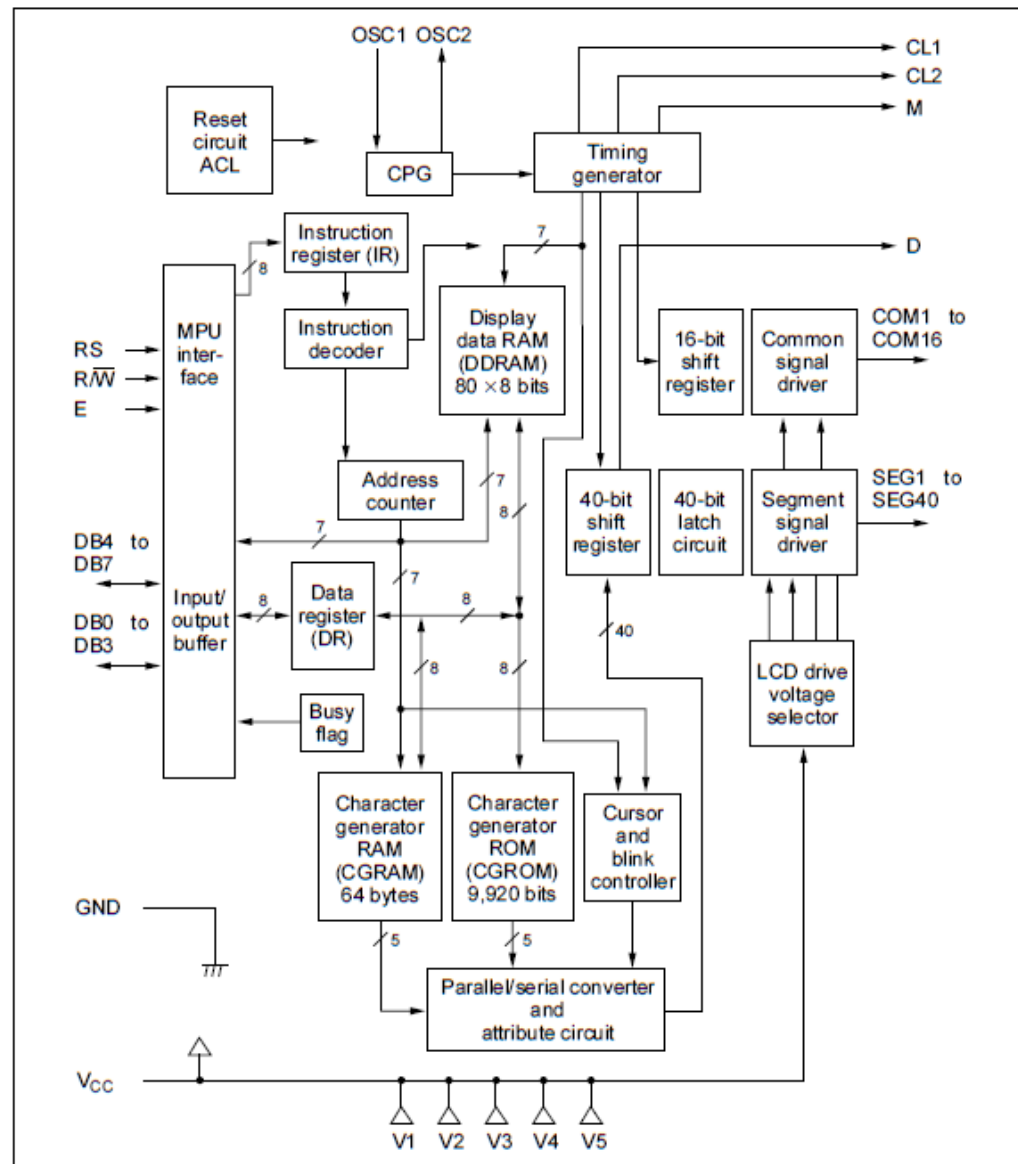 OSC1 OSC2
CL1
CL2
M
Reset
circuit
ACL
CPG
Timing
generator
Instruction
register (IR)
7
D
8
MPU
inter-
face
Instruction
decoder
Display
data RAM
(DDRAM)
80 ×8 bits
16-bit
shift
register
Common
signal
driver
COM1 to
COM16
RS
R/W̅
E
Address
counter
7
8
40-bit
shift
register
40-bit
latch
circuit
Segment
signal
driver
SEG1 to
SEG40
DB4 to
DB7
7
7
DB0 to
DB3
Input/
output
buffer
8
Data
register
(DR)
8
8
8
40
LCD drive
voltage
selector
Busy
flag
Character
generator
RAM
(CGRAM)
64 bytes
Character
generator
ROM
(CGROM)
9,920 bits
Cursor
and
blink
controller
GND
5
5
Parallel/serial converter
and
attribute circuit
VCC
V1 V2 V3 V4 V5